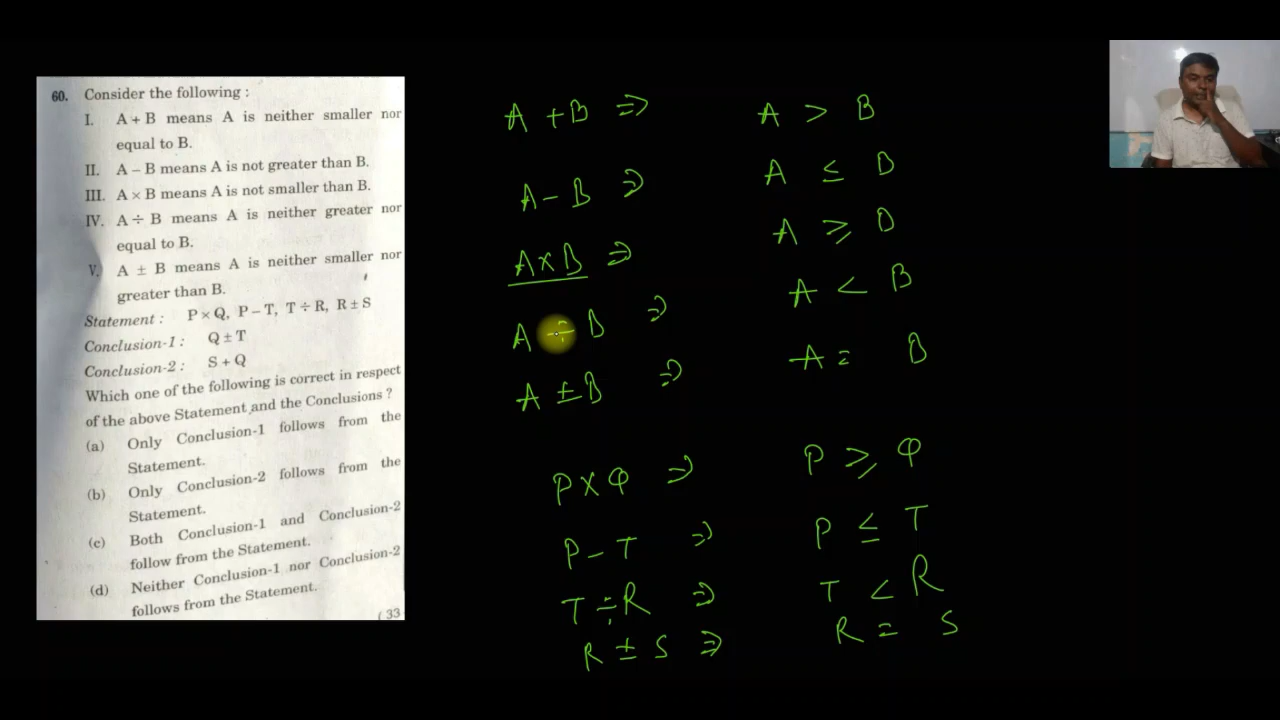 60. Consider the following :
I. A + B means A is neither smaller nor
equal to B.
II. A – B means A is not greater than B.
III. A × B means A is not smaller than B.
IV. A ÷ B means A is neither greater nor
equal to B.
V. A ± B means A is neither smaller nor
greater than B.
Statement : P × Q, P – T, T ÷ R, R ± S
Conclusion-1 : Q ± T
Conclusion-2 : S + Q
Which one of the following is correct in respect
of the above Statement and the Conclusions ?
(a) Only Conclusion-1 follows from the
Statement.
(b) Only Conclusion-2 follows from the
Statement.
(c) Both Conclusion-1 and Conclusion-2
follow from the Statement.
(d) Neither Conclusion-1 nor Conclusion-2
follows from the Statement.
( 33
A + B ⇒ A > B
A – B ⇒ A ≤ B
A × B ⇒ A ≥ B
A ÷ B ⇒ A < B
A ± B ⇒ A = B
P × Q ⇒ P ≥ Q
P – T ⇒ P ≤ T
T ÷ R ⇒ T < R
R ± S ⇒ R = S